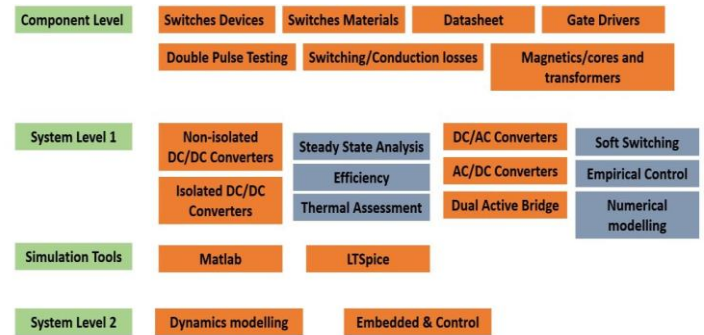 Component Level
Switches Devices
Switches Materials
Datasheet
Gate Drivers
Double Pulse Testing
Switching/Conduction losses
Magnetics/cores and
transformers
System Level 1
Non-isolated
DC/DC Converters
Isolated DC/DC
Converters
Steady State Analysis
Efficiency
Thermal Assessment
DC/AC Converters
AC/DC Converters
Dual Active Bridge
Soft Switching
Empirical Control
Numerical
modelling
Simulation Tools
Matlab
LTSpice
System Level 2
Dynamics modelling
Embedded & Control